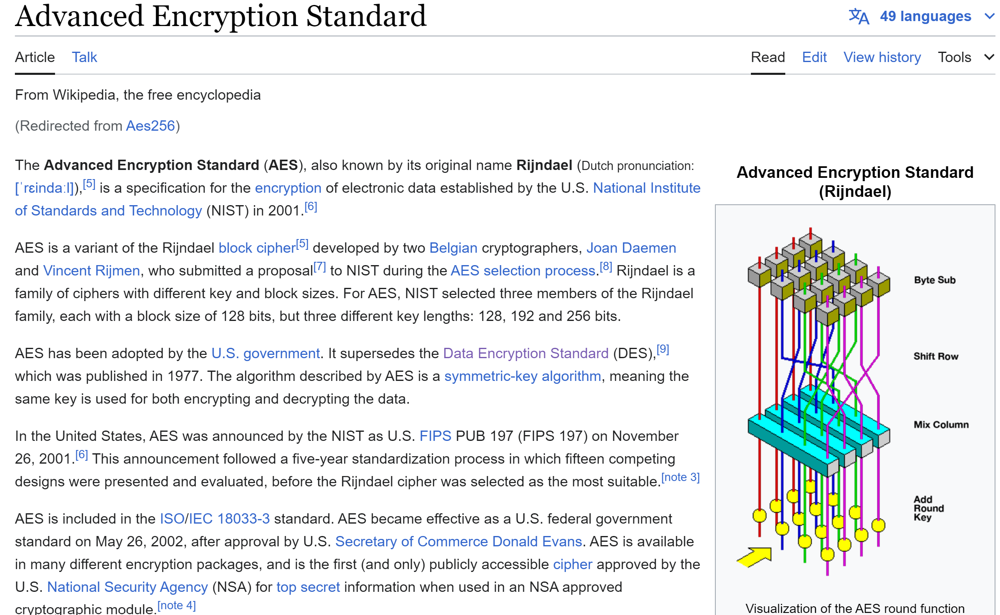 Advanced Encryption Standard
49 languages
Article Talk
Read Edit View history Tools
From Wikipedia, the free encyclopedia
(Redirected from Aes256)
The Advanced Encryption Standard (AES), also known by its original name Rijndael (Dutch pronunciation:
[ˈrɛindaːl]),[5] is a specification for the encryption of electronic data established by the U.S. National Institute
of Standards and Technology (NIST) in 2001.[6]
AES is a variant of the Rijndael block cipher[5] developed by two Belgian cryptographers, Joan Daemen
and Vincent Rijmen, who submitted a proposal[7] to NIST during the AES selection process.[8] Rijndael is a
family of ciphers with different key and block sizes. For AES, NIST selected three members of the Rijndael
family, each with a block size of 128 bits, but three different key lengths: 128, 192 and 256 bits.
AES has been adopted by the U.S. government. It supersedes the Data Encryption Standard (DES),[9]
which was published in 1977. The algorithm described by AES is a symmetric-key algorithm, meaning the
same key is used for both encrypting and decrypting the data.
In the United States, AES was announced by the NIST as U.S. FIPS PUB 197 (FIPS 197) on November
26, 2001.[6] This announcement followed a five-year standardization process in which fifteen competing
designs were presented and evaluated, before the Rijndael cipher was selected as the most suitable.[note 3]
AES is included in the ISO/IEC 18033-3 standard. AES became effective as a U.S. federal government
standard on May 26, 2002, after approval by U.S. Secretary of Commerce Donald Evans. AES is available
in many different encryption packages, and is the first (and only) publicly accessible cipher approved by the
U.S. National Security Agency (NSA) for top secret information when used in an NSA approved
cryptographic module.[note 4]
Advanced Encryption Standard
(Rijndael)
Byte Sub
Shift Row
Mix Column
Add
Round
Key
Visualization of the AES round function